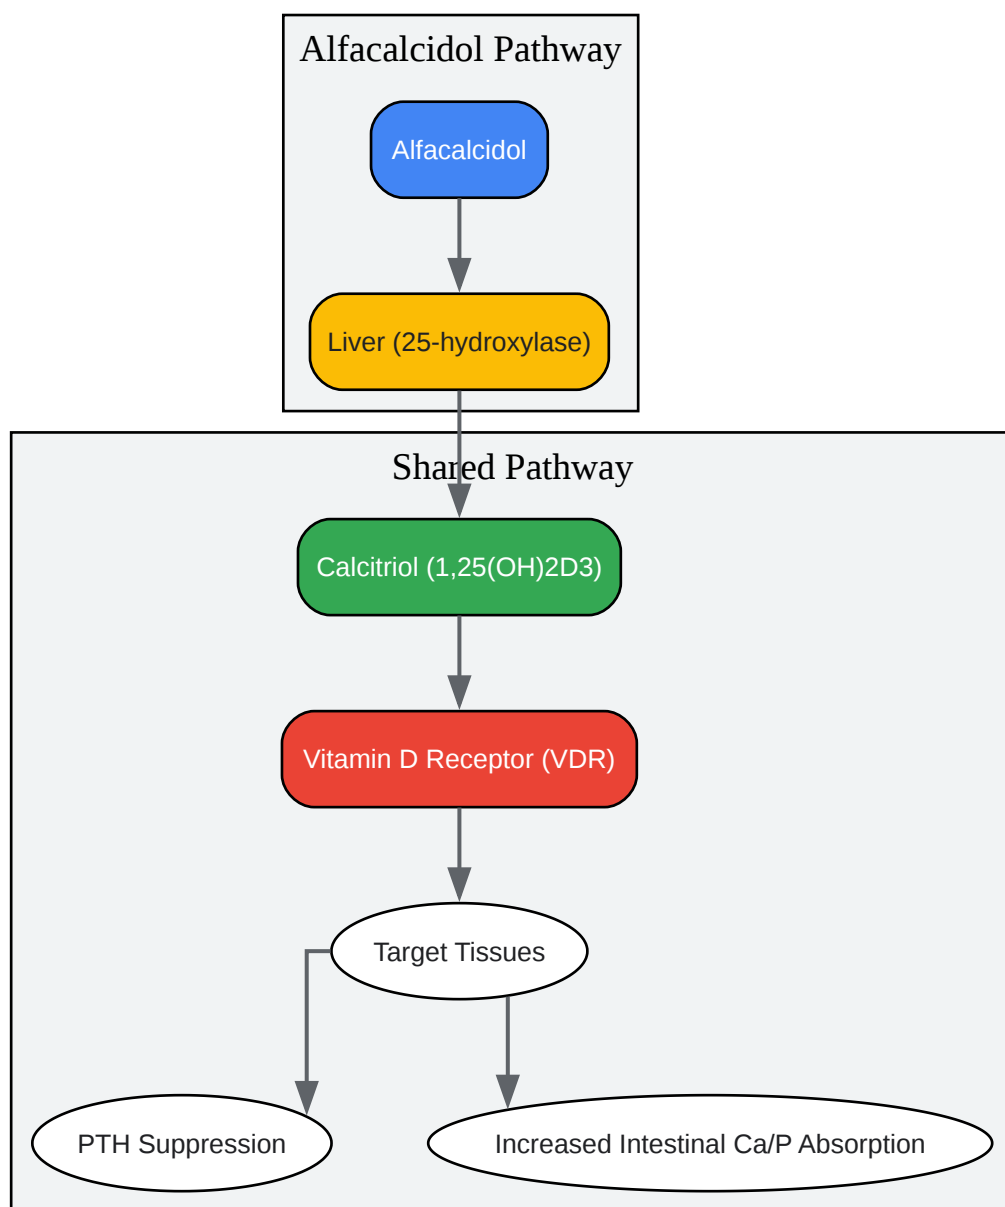 Alfacalcidol Pathway
Alfacalcidol
Liver (25-hydroxylase)
Shared Pathway
Calcitriol (1,25(OH)2D3)
Vitamin D Receptor (VDR)
Target Tissues
PTH Suppression
Increased Intestinal Ca/P Absorption